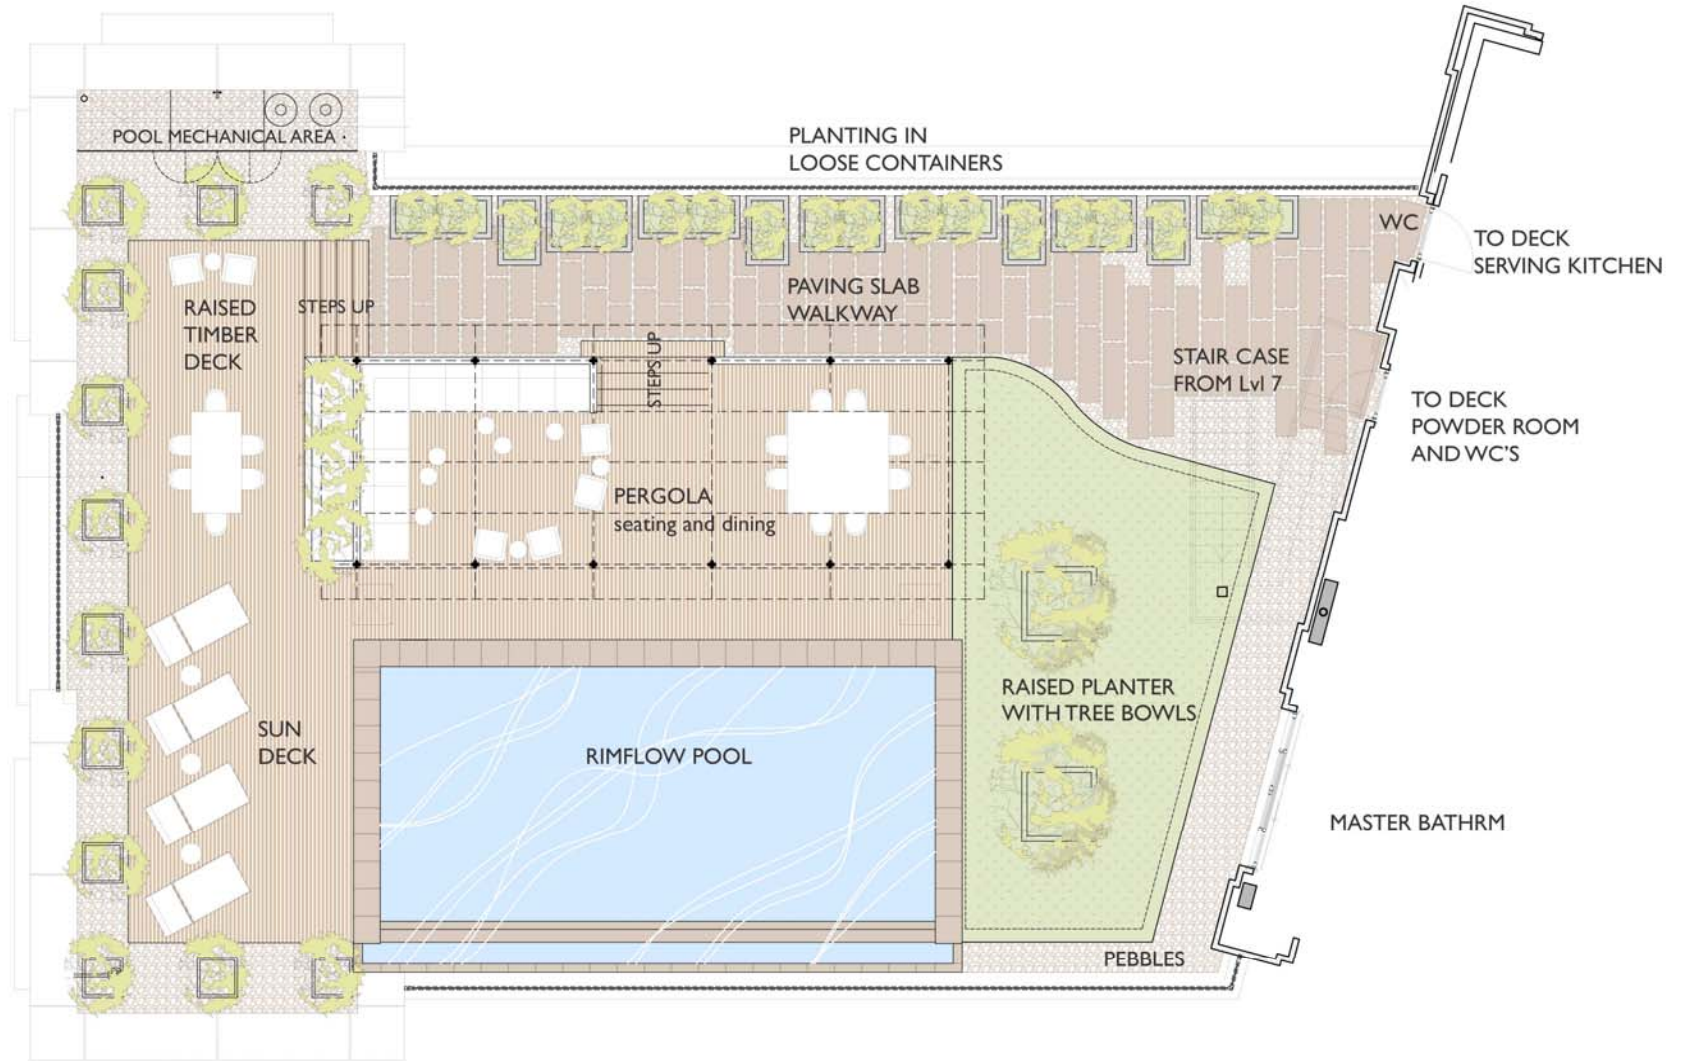 POOL MECHANICAL AREA
PLANTING IN
LOOSE CONTAINERS
WC
TO DECK
SERVING KITCHEN
RAISED
TIMBER
DECK
STEPS UP
PAVING SLAB
WALKWAY
STEPS UP
STAIR CASE
FROM Lvl 7
TO DECK
POWDER ROOM
AND WC'S
PERGOLA
seating and dining
RAISED PLANTER
WITH TREE BOWLS
SUN
DECK
RIMFLOW POOL
MASTER BATHRM
PEBBLES